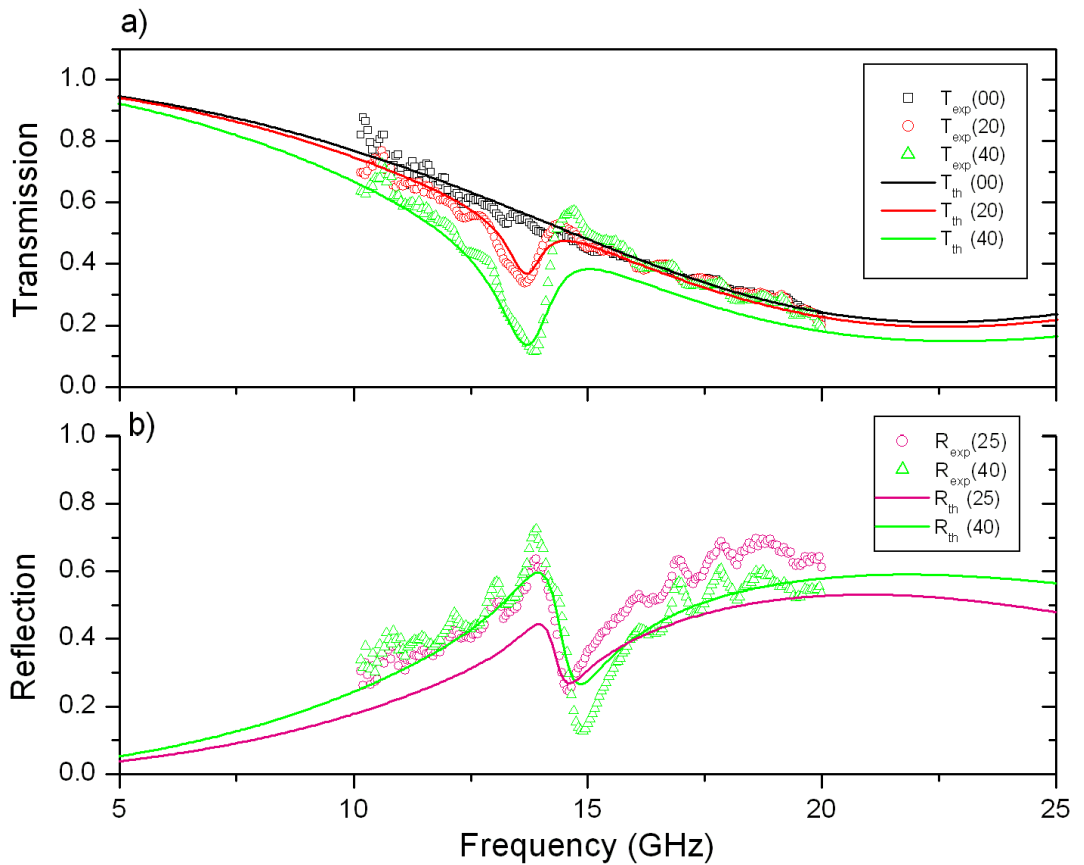 a)
Transmission
1.0
0.8
0.6
0.4
0.2
0.0
T_exp(00)
T_exp(20)
T_exp(40)
T_th (00)
T_th (20)
T_th (40)
b)
Reflection
1.0
0.8
0.6
0.4
0.2
0.0
R_exp(25)
R_exp(40)
R_th (25)
R_th (40)
5 10 15 20 25
Frequency (GHz)